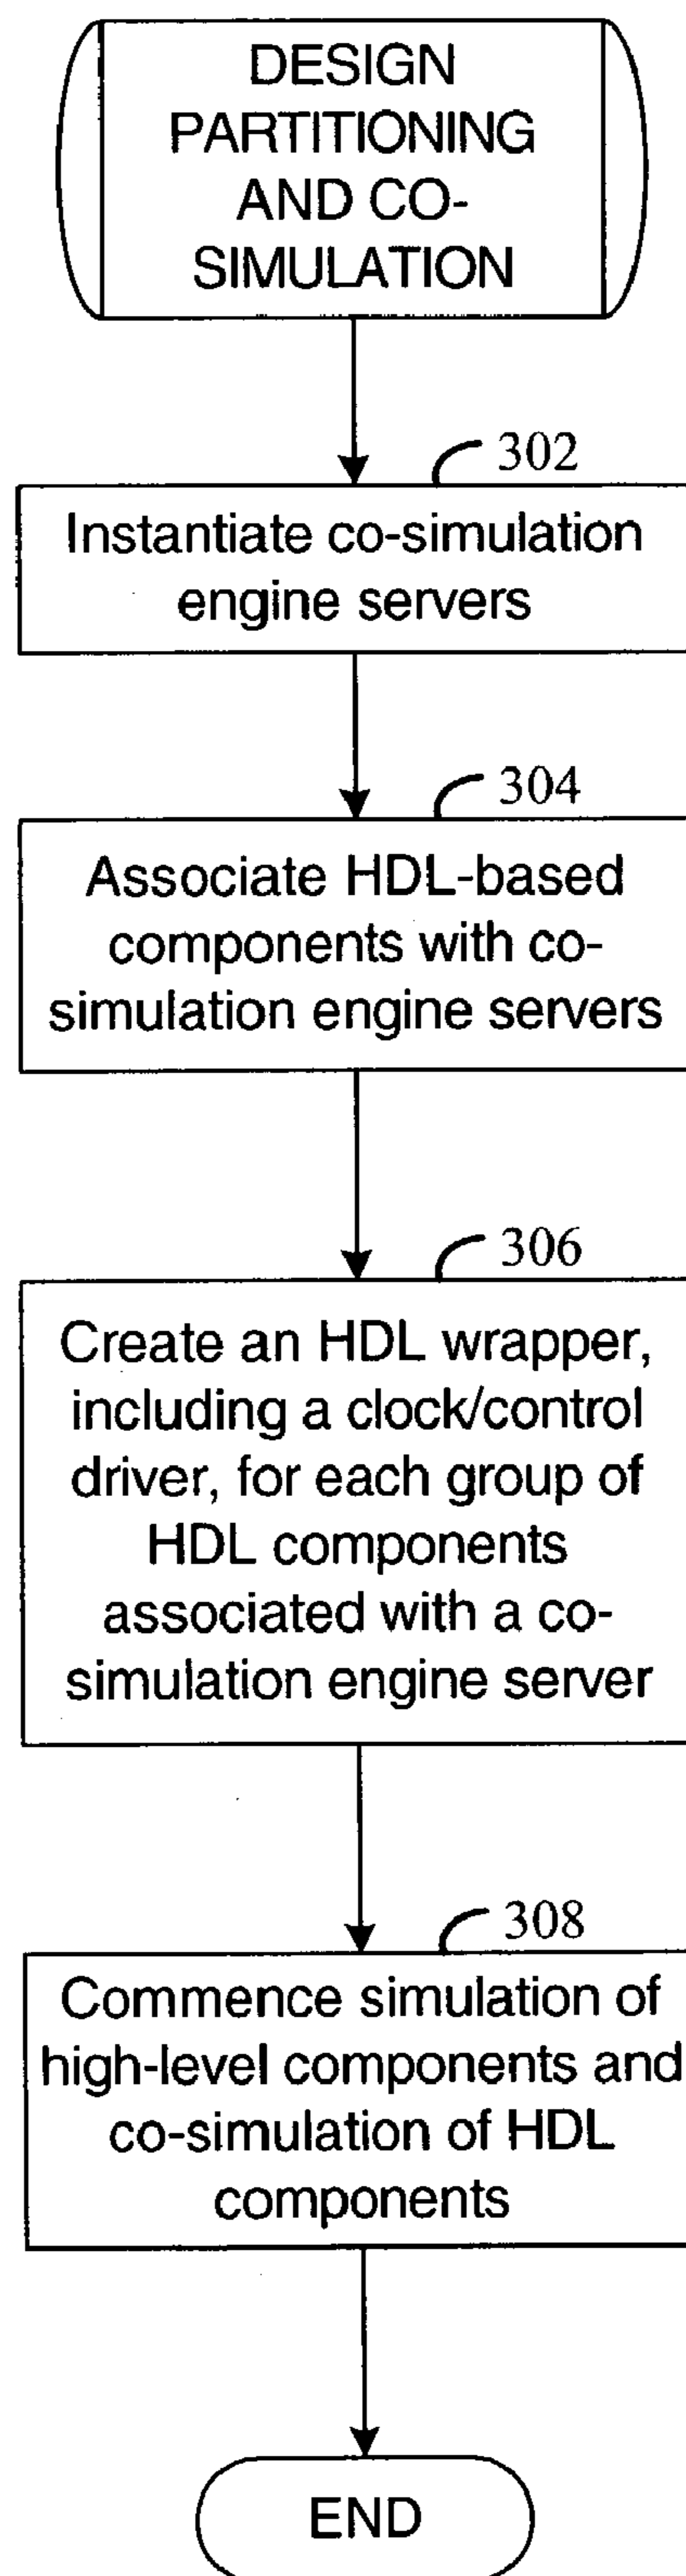 DESIGN
PARTITIONING
AND CO-
SIMULATION
302
Instantiate co-simulation
engine servers
304
Associate HDL-based
components with co-
simulation engine servers
306
Create an HDL wrapper,
including a clock/control
driver, for each group of
HDL components
associated with a co-
simulation engine server
308
Commence simulation of
high-level components and
co-simulation of HDL
components
END